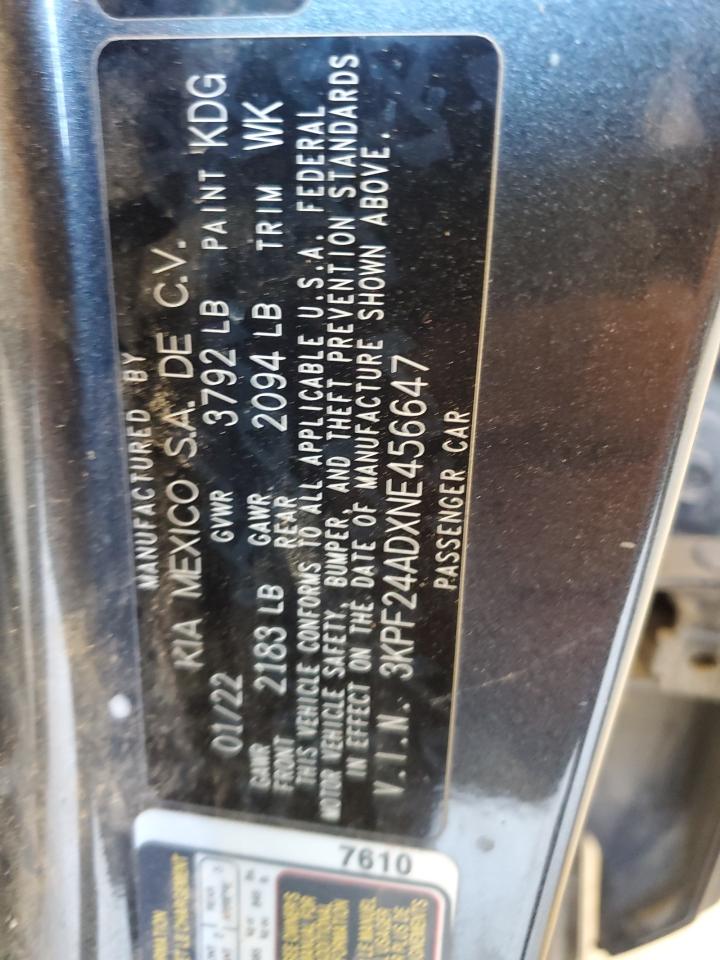 MANUFACTURED BY
KIA MEXICO S.A. DE C.V.
01/22 GVWR 3792 LB PAINT KDG
GAWR FRONT 2183 LB GAWR REAR 2094 LB TRIM WK
THIS VEHICLE CONFORMS TO ALL APPLICABLE U.S.A. FEDERAL
MOTOR VEHICLE SAFETY, BUMPER, AND THEFT PREVENTION STANDARDS
IN EFFECT ON THE DATE OF MANUFACTURE SHOWN ABOVE.
V.I.N. 3KPF24ADXNE456647
PASSENGER CAR
7610